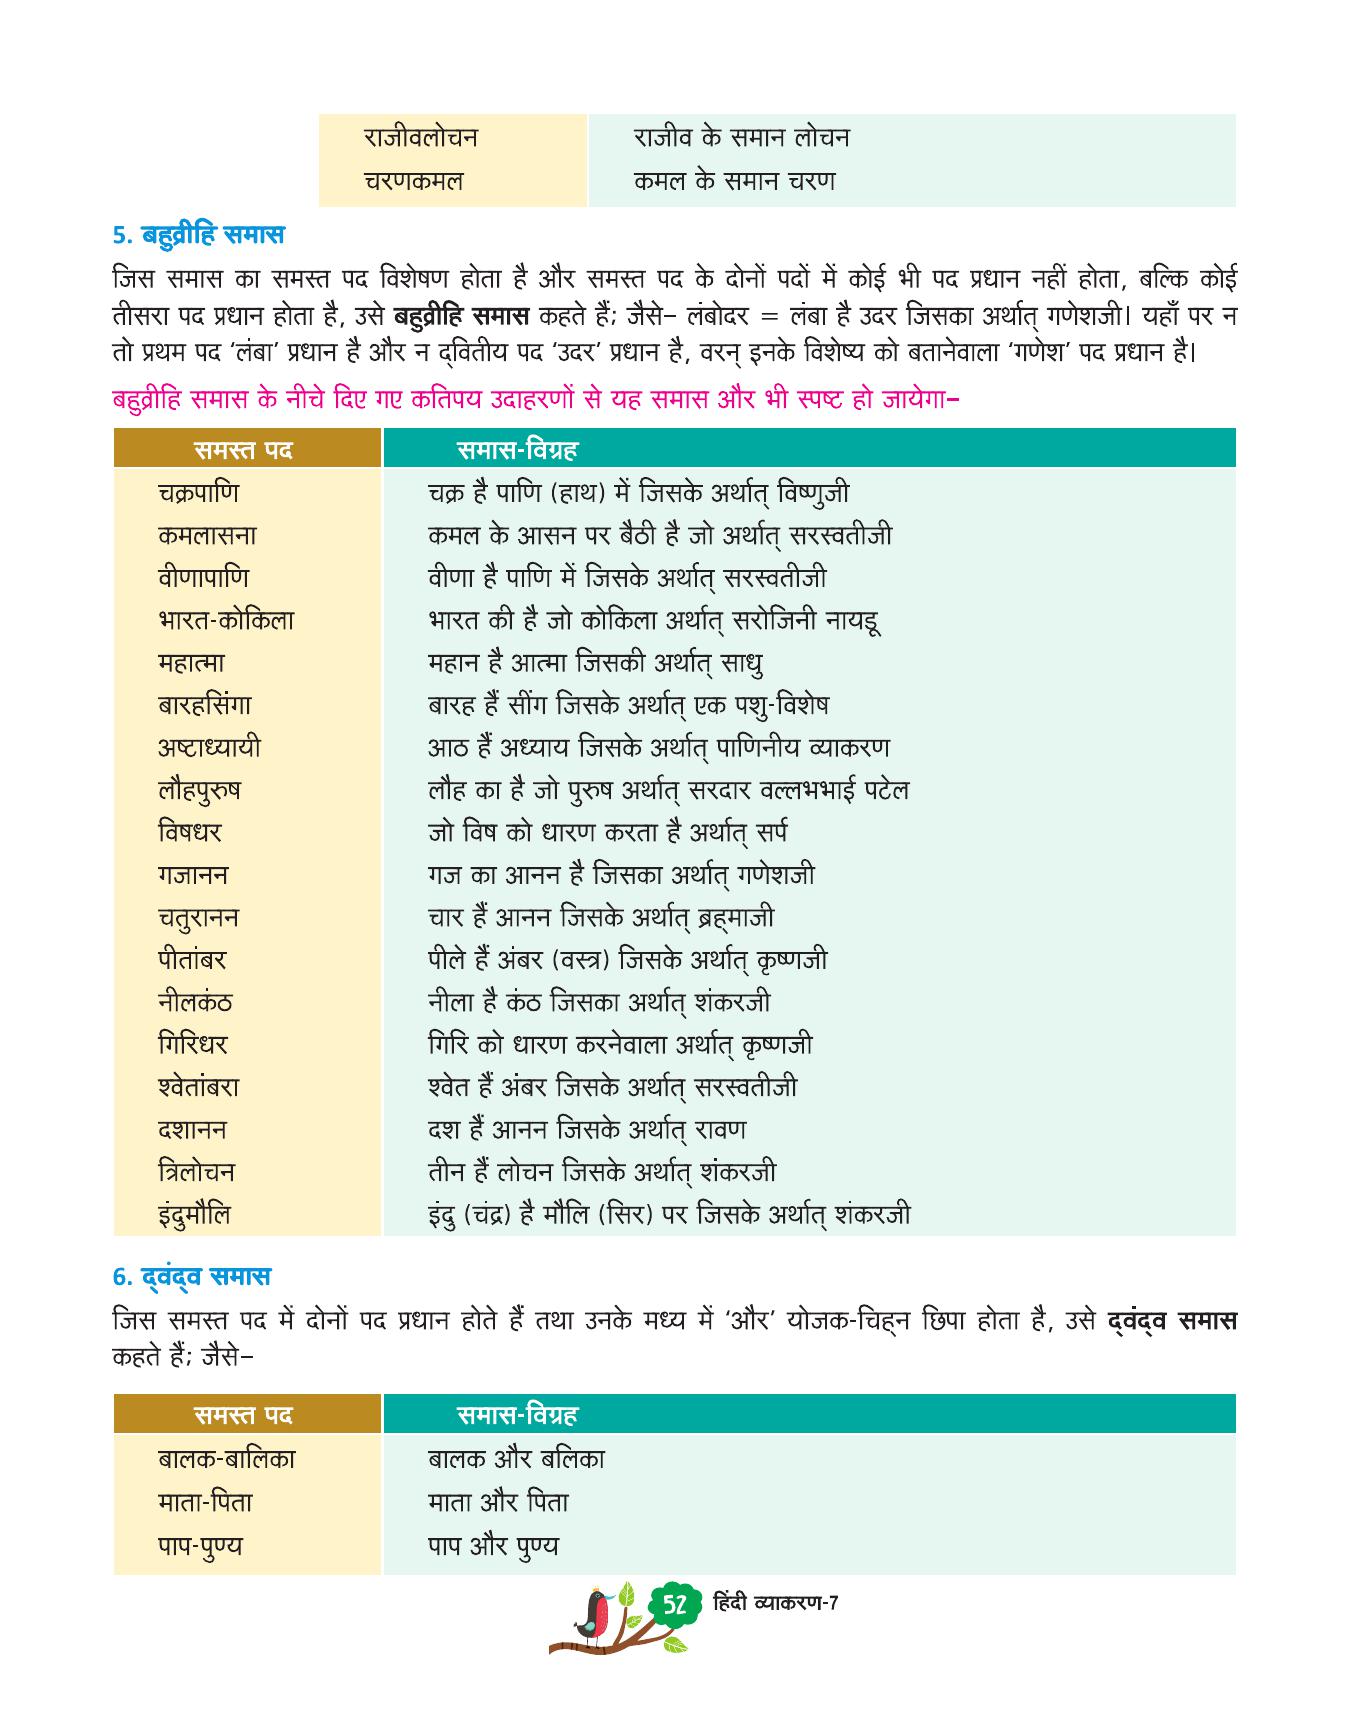 राजीवलोचन राजीव के समान लोचन
चरणकमल कमल के समान चरण
5. बहुव्रीहि समास
जिस समास का समस्त पद विशेषण होता है और समस्त पद के दोनों पदों में कोई भी पद प्रधान नहीं होता, बल्कि कोई
तीसरा पद प्रधान होता है, उसे बहुव्रीहि समास कहते हैं; जैसे– लंबोदर = लंबा है उदर जिसका अर्थात् गणेशजी। यहाँ पर न
तो प्रथम पद ‘लंबा’ प्रधान है और न द्‌वितीय पद ‘उदर’ प्रधान है, वरन् इनके विशेष्य को बतानेवाला ‘गणेश’ पद प्रधान है।
बहुव्रीहि समास के नीचे दिए गए कतिपय उदाहरणों से यह समास और भी स्पष्ट हो जायेगा–
समस्त पद समास-विग्रह
चक्रपाणि चक्र है पाणि (हाथ) में जिसके अर्थात् विष्णुजी
कमलासना कमल के आसन पर बैठी है जो अर्थात् सरस्वतीजी
वीणापाणि वीणा है पाणि में जिसके अर्थात् सरस्वतीजी
भारत-कोकिला भारत की है जो कोकिला अर्थात् सरोजिनी नायडू
महात्मा महान है आत्मा जिसकी अर्थात् साधु
बारहसिंगा बारह हैं सींग जिसके अर्थात् एक पशु-विशेष
अष्टाध्यायी आठ हैं अध्याय जिसके अर्थात् पाणिनीय व्याकरण
लौहपुरुष लौह का है जो पुरुष अर्थात् सरदार वल्लभभाई पटेल
विषधर जो विष को धारण करता है अर्थात् सर्प
गजानन गज का आनन है जिसका अर्थात् गणेशजी
चतुरानन चार हैं आनन जिसके अर्थात् ब्रह्‌माजी
पीतांबर पीले हैं अंबर (वस्त्र) जिसके अर्थात् कृष्णजी
नीलकंठ नीला है कंठ जिसका अर्थात् शंकरजी
गिरिधर गिरि को धारण करनेवाला अर्थात् कृष्णजी
श्वेतांबरा श्वेत हैं अंबर जिसके अर्थात् सरस्वतीजी
दशानन दश हैं आनन जिसके अर्थात् रावण
त्रिलोचन तीन हैं लोचन जिसके अर्थात् शंकरजी
इंदुमौलि इंदु (चंद्र) है मौलि (सिर) पर जिसके अर्थात् शंकरजी
6. द्‌वंद्‌व समास
जिस समस्त पद में दोनों पद प्रधान होते हैं तथा उनके मध्य में ‘और’ योजक-चिह्‌न छिपा होता है, उसे द्‌वंद्‌व समास
कहते हैं; जैसे–
समस्त पद समास-विग्रह
बालक-बालिका बालक और बलिका
माता-पिता माता और पिता
पाप-पुण्य पाप और पुण्य
52 हिंदी व्याकरण-7